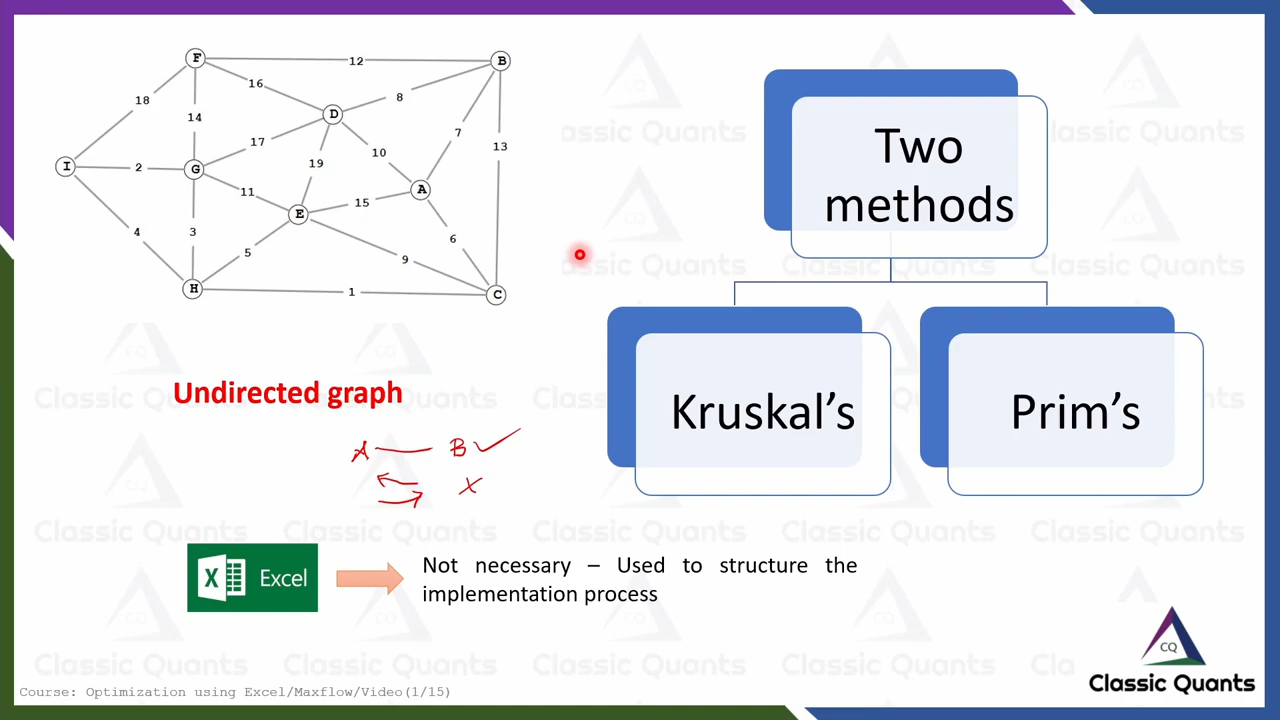 F
12
B
16
18
8
D
14
7
17
10
13
19
I
2
G
11
A
15
E
4
3
6
5
9
H
1
C
Two
methods
Kruskal's
Prim's
Undirected graph
A B
X
Excel
Not necessary – Used to structure the
implementation process
CQ
Classic Quants
Course: Optimization using Excel/Maxflow/Video(1/15)